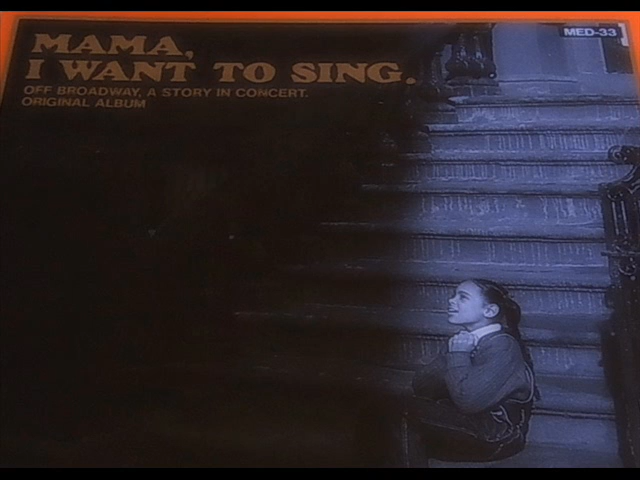 MAMA,
I WANT TO SING.
OFF BROADWAY, A STORY IN CONCERT.
ORIGINAL ALBUM
MED-33